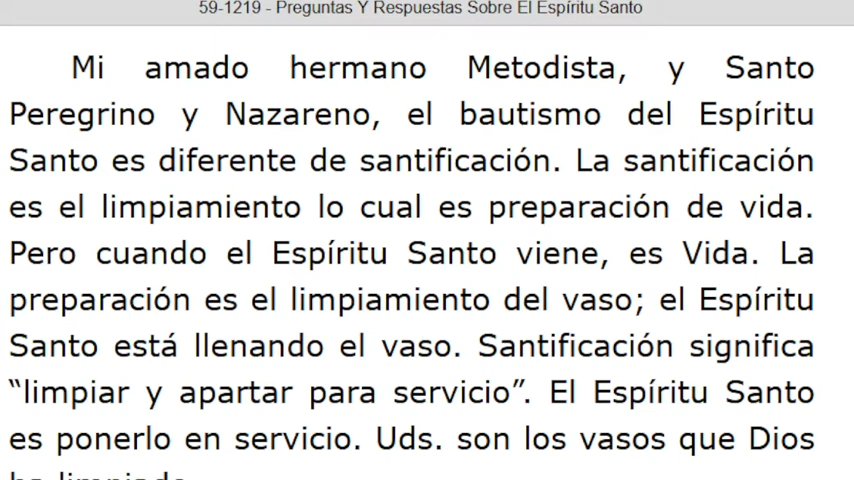 59-1219 - Preguntas Y Respuestas Sobre El Espíritu Santo
Mi amado hermano Metodista, y Santo
Peregrino y Nazareno, el bautismo del Espíritu
Santo es diferente de santificación. La santificación
es el limpiamiento lo cual es preparación de vida.
Pero cuando el Espíritu Santo viene, es Vida. La
preparación es el limpiamiento del vaso; el Espíritu
Santo está llenando el vaso. Santificación significa
“limpiar y apartar para servicio”. El Espíritu Santo
es ponerlo en servicio. Uds. son los vasos que Dios
ha limpiado.